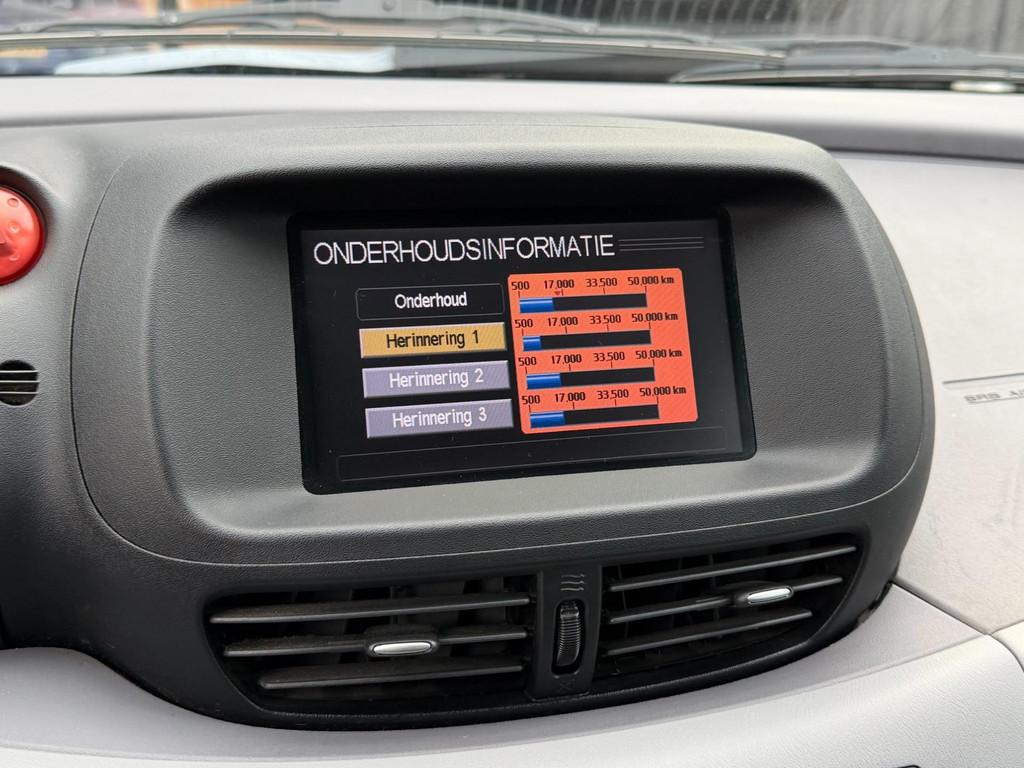 ONDERHOUDSINFORMATIE
500 17,000 33,500 50,000 km
Onderhoud
500 17,000 33,500 50,000 km
Herinnering 1
500 17,000 33,500 50,000 km
Herinnering 2
500 17,000 33,500 50,000 km
Herinnering 3
SRS